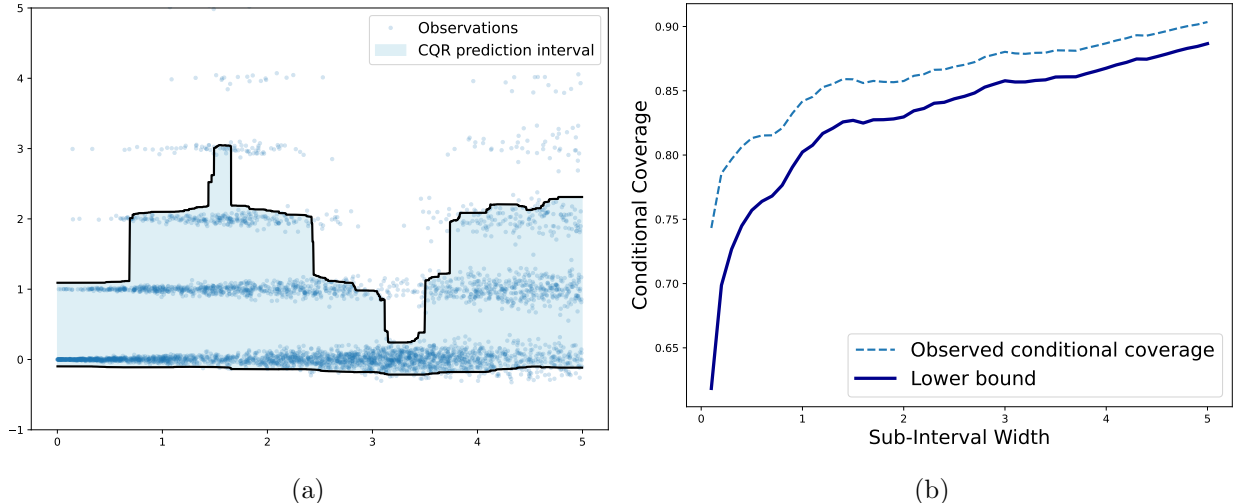 5
4
3
2
1
0
−1
0 1 2 3 4 5
Observations
CQR prediction interval
(a)
Conditional Coverage
0.90
0.85
0.80
0.75
0.70
0.65
0 1 2 3 4 5
Sub-Interval Width
Observed conditional coverage
Lower bound
(b)